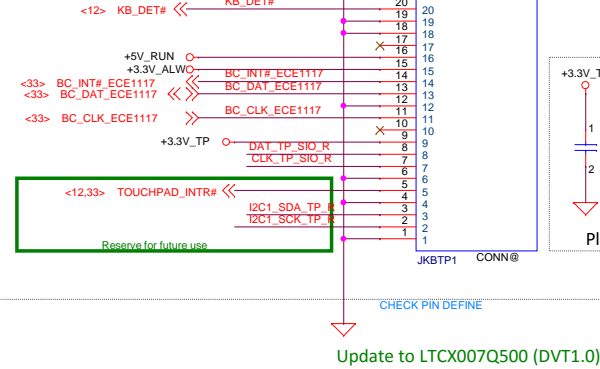 KB_DET#
<12> KB_DET#
20 20
19 19
18 18
17 17
+5V_RUN 16 16
+3.3V_ALW 15 15
<33> BC_INT#_ECE1117 BC_INT#_ECE1117 14 14
<33> BC_DAT_ECE1117 BC_DAT_ECE1117 13 13
12 12
<33> BC_CLK_ECE1117 BC_CLK_ECE1117 11 11
10 10
+3.3V_TP 9 9
DAT_TP_SIO_R 8 8
CLK_TP_SIO_R 7 7
6 6
<12,33> TOUCHPAD_INTR# 5 5
4 4
I2C1_SDA_TP_R 3 3
I2C1_SCK_TP_R 2 2
1 1
Reserve for future use
JKBTP1 CONN@
+3.3V_T
1
2
Pl
CHECK PIN DEFINE
Update to LTCX007Q500 (DVT1.0)